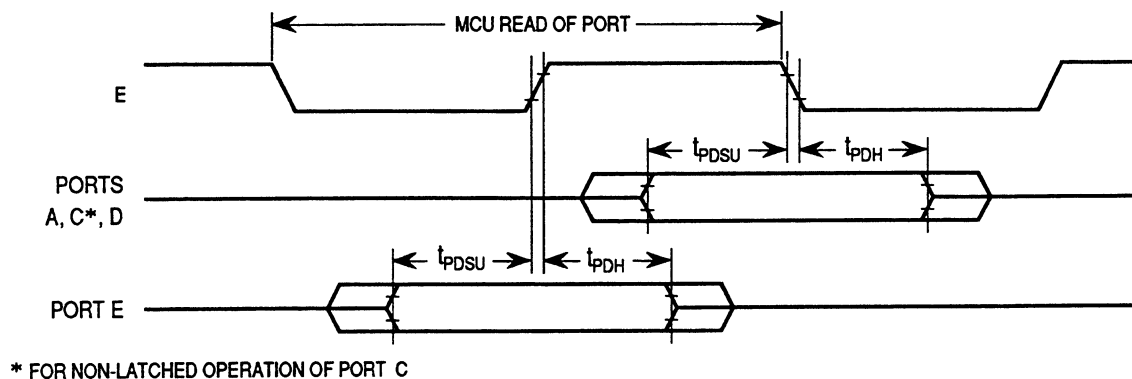 MCU READ OF PORT
E
tPDSU
tPDH
PORTS
A, C*, D
tPDSU
tPDH
PORT E
* FOR NON-LATCHED OPERATION OF PORT C